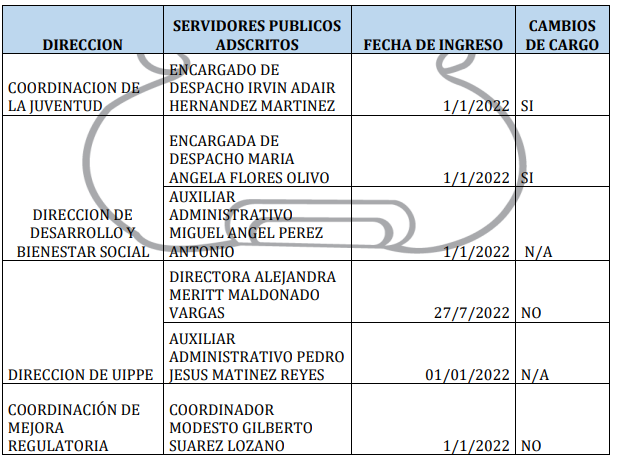 DIRECCION
SERVIDORES PUBLICOS
ADSCRITOS
FECHA DE INGRESO
CAMBIOS
DE CARGO
COORDINACION DE
LA JUVENTUD
ENCARGADO DE
DESPACHO IRVIN ADAIR
HERNANDEZ MARTINEZ
1/1/2022
SI
DIRECCION DE
DESARROLLO Y
BIENESTAR SOCIAL
ENCARGADA DE
DESPACHO MARIA
ANGELA FLORES OLIVO
1/1/2022
SI
AUXILIAR
ADMINISTRATIVO
MIGUEL ANGEL PEREZ
ANTONIO
1/1/2022
N/A
DIRECCION DE UIPPE
DIRECTORA ALEJANDRA
MERITT MALDONADO
VARGAS
27/7/2022
NO
AUXILIAR
ADMINISTRATIVO PEDRO
JESUS MATINEZ REYES
01/01/2022
N/A
COORDINACIÓN DE
MEJORA
REGULATORIA
COORDINADOR
MODESTO GILBERTO
SUAREZ LOZANO
1/1/2022
NO